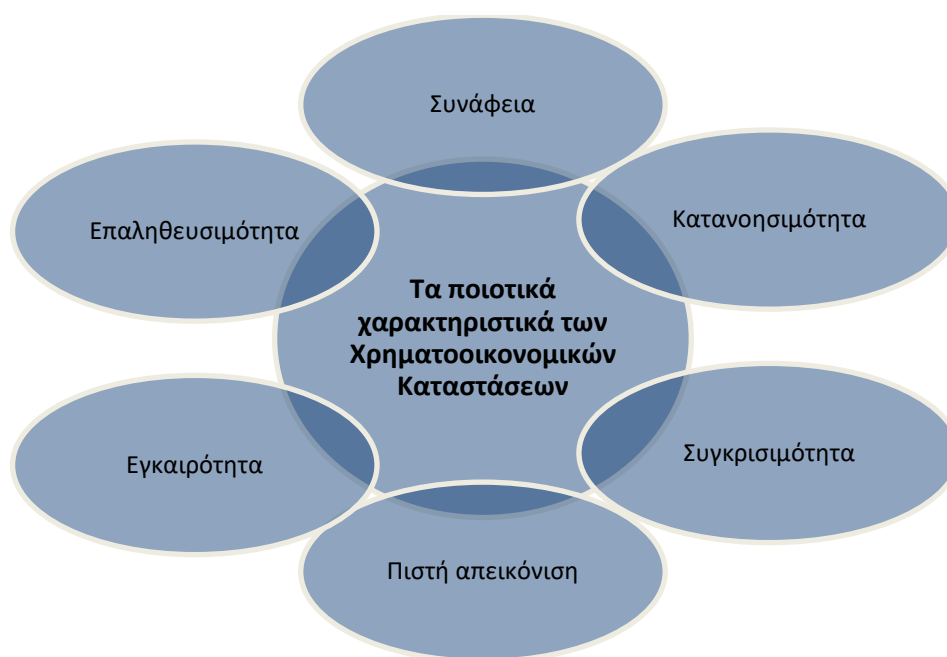 Συνάφεια
Κατανοησιμότητα
Επαληθευσιμότητα
Τα ποιοτικά
χαρακτηριστικά των
Χρηματοοικονομικών
Καταστάσεων
Συγκρισιμότητα
Εγκαιρότητα
Πιστή απεικόνιση